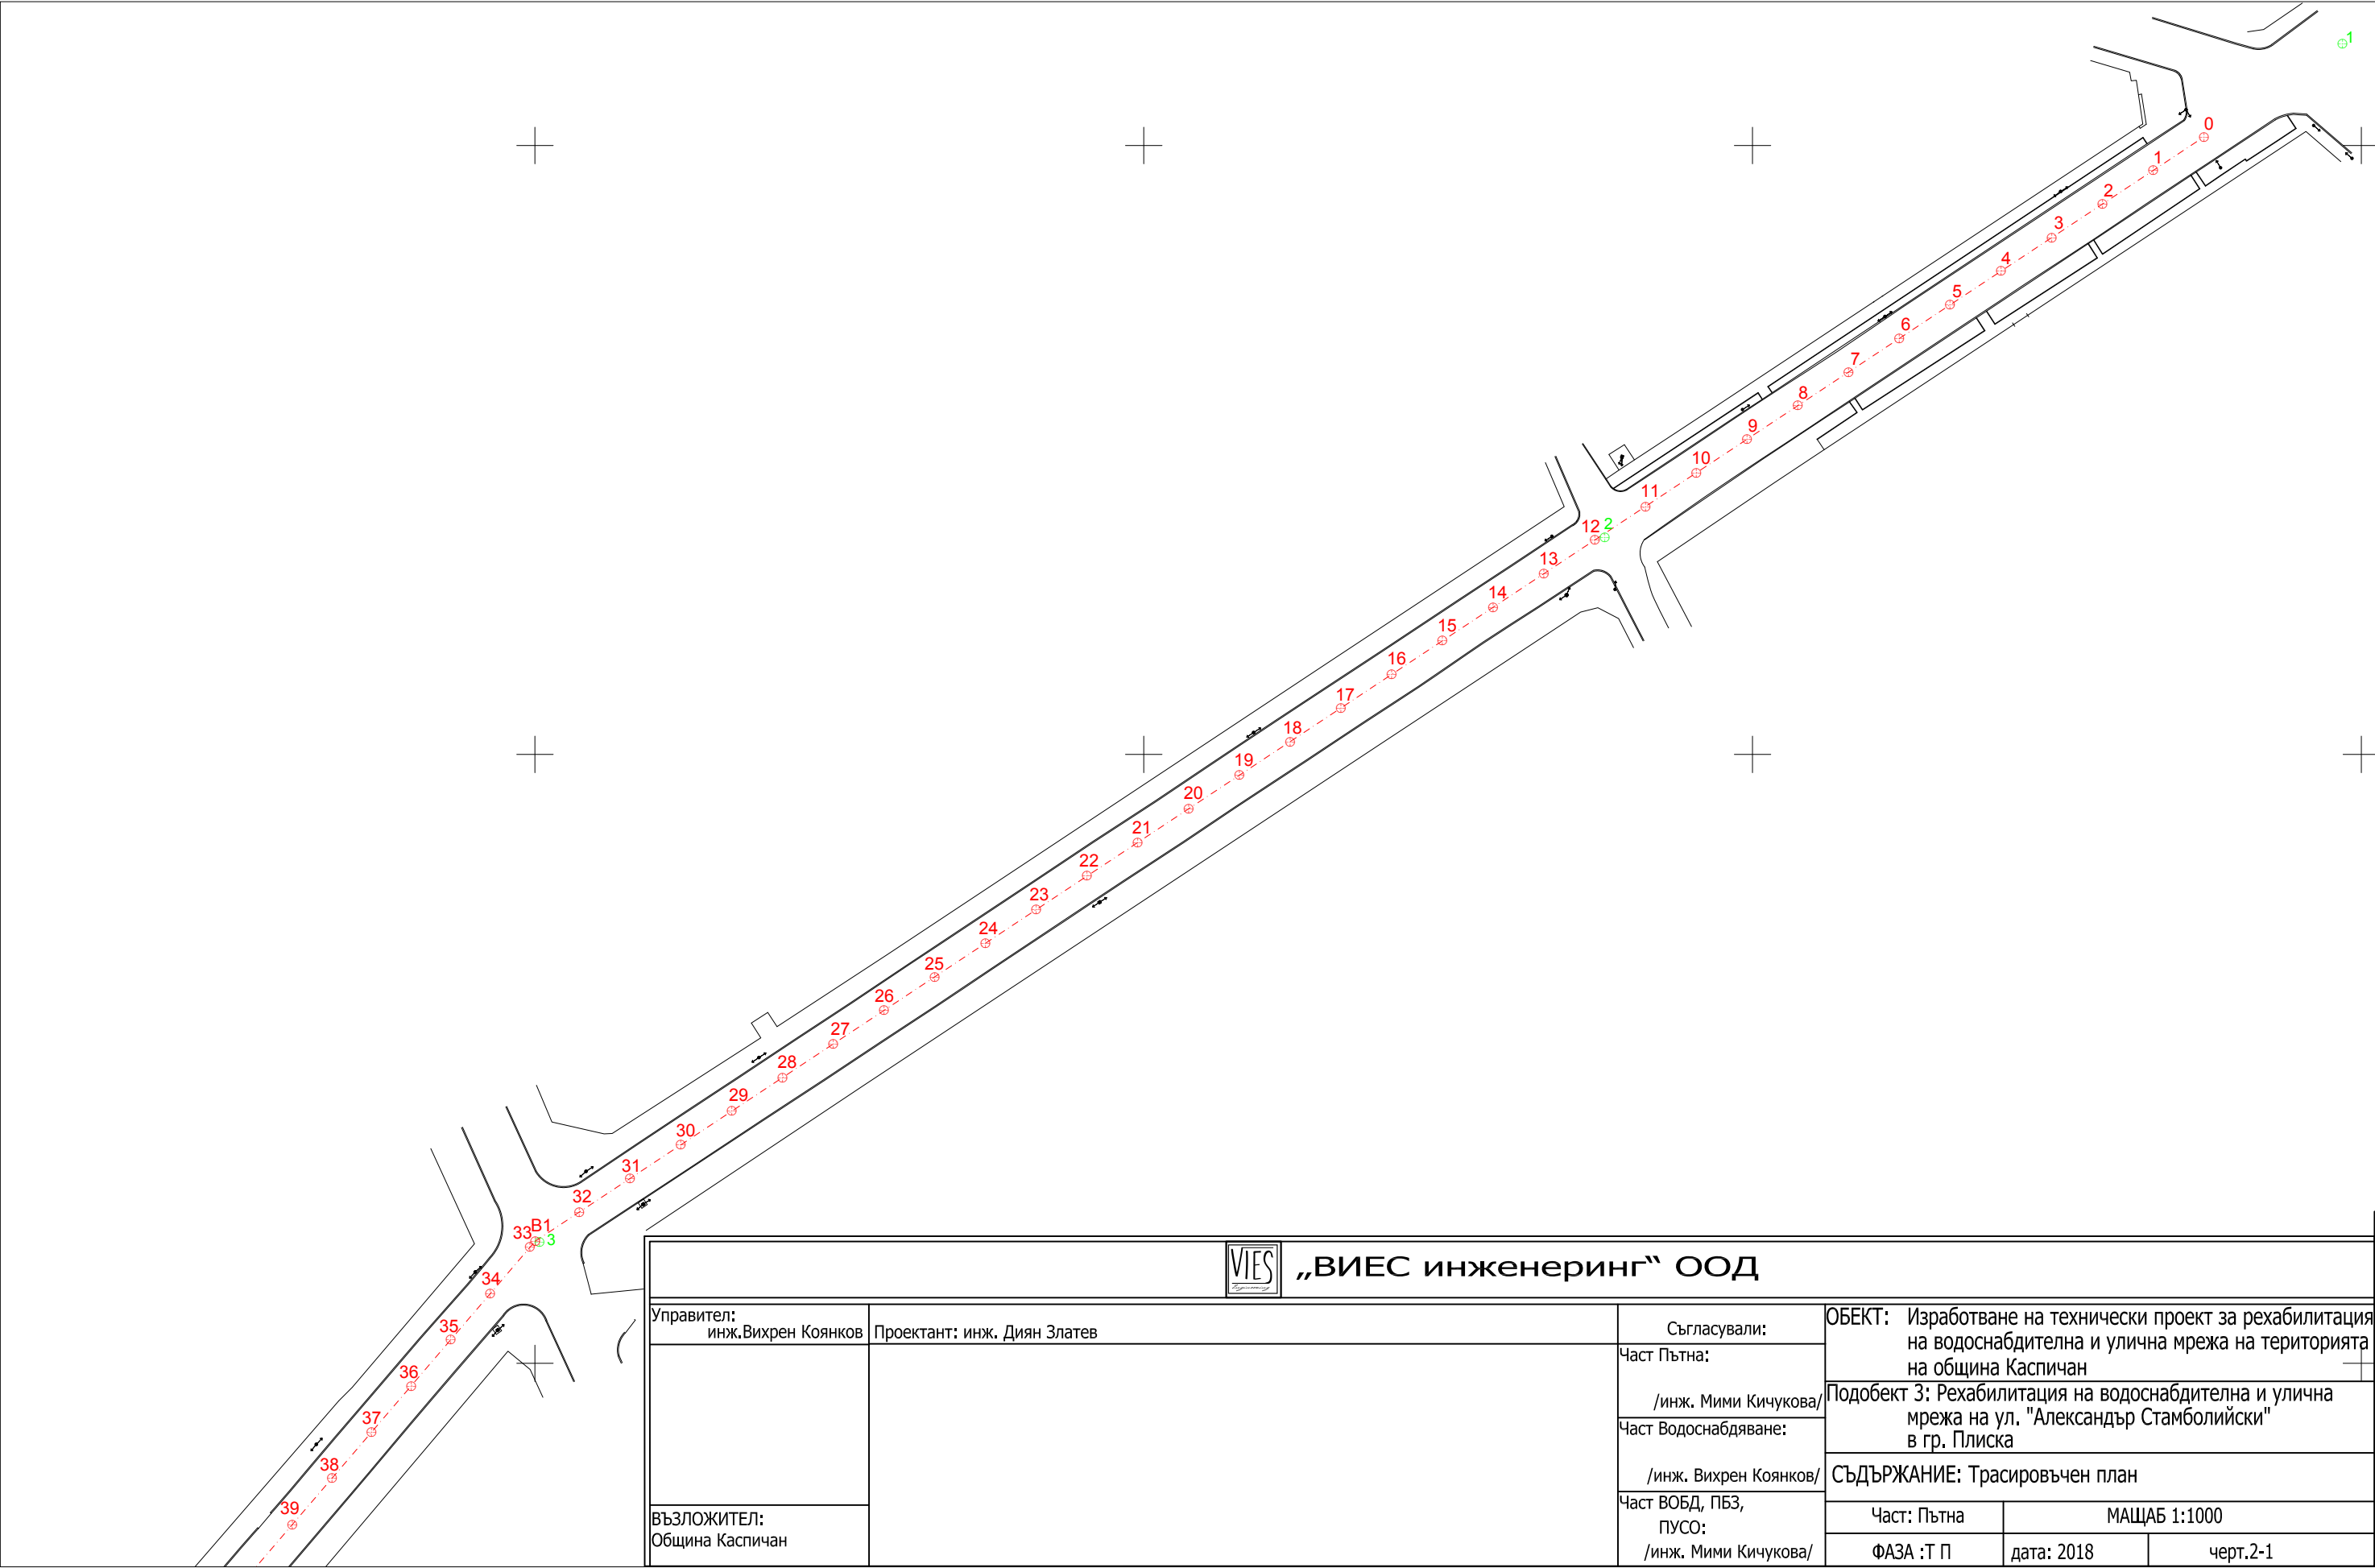 1
0
1
2
3
4
5
6
7
8
9
10
11
12
2
13
14
15
16
17
18
19
20
21
22
23
24
25
26
27
28
29
30
31
32
B1
33
3
34
35
36
37
38
39
VIES
„ВИЕС инженеринг“ ООД
Управител:
инж.Вихрен Коянков
Проектант: инж. Диян Златев
ВЪЗЛОЖИТЕЛ:
Община Каспичан
Съгласували:
Част Пътна:
/инж. Мими Кичукова/
Част Водоснабдяване:
/инж. Вихрен Коянков/
Част ВОБД, ПБЗ,
ПУСО:
/инж. Мими Кичукова/
ОБЕКТ: Изработване на технически проект за рехабилитация
на водоснабдителна и улична мрежа на територията
на община Каспичан
Подобект 3: Рехабилитация на водоснабдителна и улична
мрежа на ул. "Александър Стамболийски"
в гр. Плиска
СЪДЪРЖАНИЕ: Трасировъчен план
Част: Пътна
МАЩАБ 1:1000
ФАЗА :Т П
дата: 2018
черт.2-1